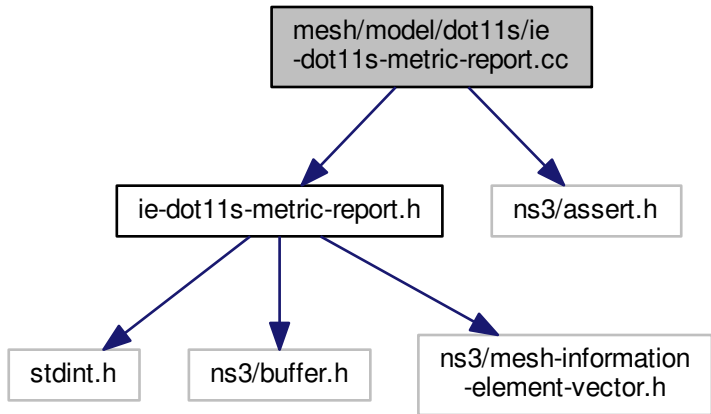 mesh/model/dot11s/ie
-dot11s-metric-report.cc
ie-dot11s-metric-report.h
ns3/assert.h
stdint.h
ns3/buffer.h
ns3/mesh-information
-element-vector.h